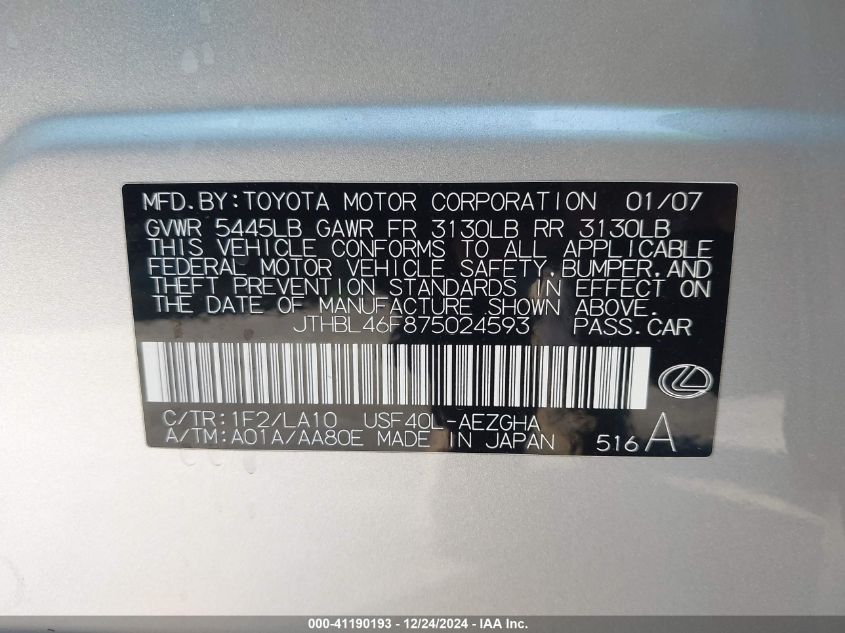 MFD.BY:TOYOTA MOTOR CORPORATION 01/07
GVWR 5445LB GAWR FR 3130LB RR 3130LB
THIS VEHICLE CONFORMS TO ALL APPLICABLE
FEDERAL MOTOR VEHICLE SAFETY,BUMPER,AND
THEFT PREVENTION STANDARDS IN EFFECT ON
THE DATE OF MANUFACTURE SHOWN ABOVE.
JTHBL46F875024593 PASS.CAR
C/TR:1F2/LA10 USF40L-AEZGHA
A/TM:A01A/AA80E MADE IN JAPAN 516 A
000-41190193 - 12/24/2024 - IAA Inc.